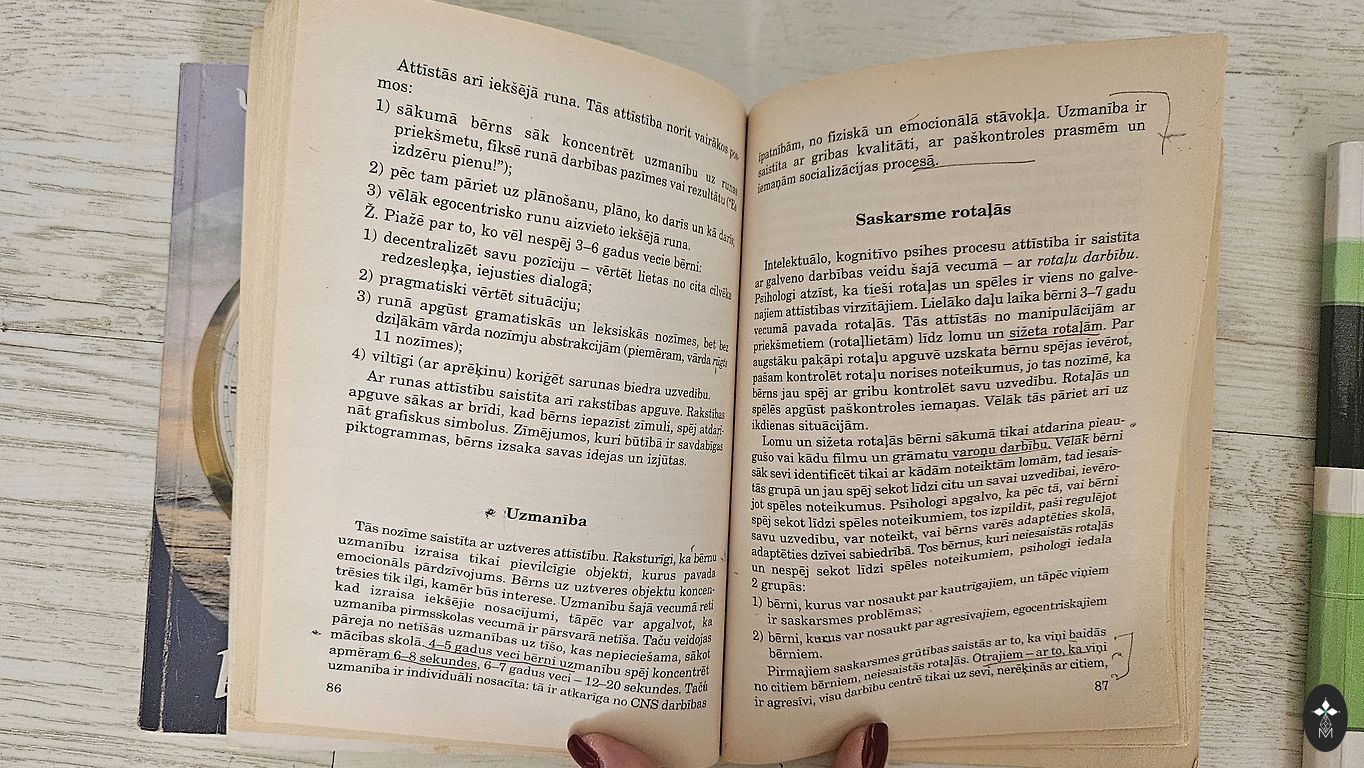 Attīstās arī iekšējā runa. Tās attīstība norit vairākos pos-
mos:
1) sākumā bērns sāk koncentrēt uzmanību uz runas
priekšmetu, fiksē runā darbības pazīmes vai rezultātu ("Es
izdzēru pienu!");
2) pēc tam pāriet uz plānošanu, plāno, ko darīs un kā darīs;
3) vēlāk egocentrisko runu aizvieto iekšējā runa.
Ž. Piažē par to, ko vēl nespēj 3–6 gadus vecie bērni:
1) decentralizēt savu pozīciju – vērtēt lietas no cita cilvēka
redzesleņķa, iejusties dialogā;
2) pragmatiski vērtēt situāciju;
3) runā apgūst gramatiskās un leksiskās nozīmes, bet bez
dziļākām vārda nozīmju abstrakcijām (piemēram, vārda rūgts
11 nozīmes);
4) viltīgi (ar aprēķinu) koriģēt sarunas biedra uzvedību.
Ar runas attīstību saistīta arī rakstības apguve. Rakstības
apguve sākas ar brīdi, kad bērns iepazīst zīmuli, spēj atdari-
nāt grafiskus simbolus. Zīmējumos, kuri būtībā ir savdabīgas
piktogrammas, bērns izsaka savas idejas un izjūtas.
Uzmanība
Tās nozīme saistīta ar uztveres attīstību. Raksturīgi, ka bērnu
uzmanību izraisa tikai pievilcīgie objekti, kurus pavada
emocionāls pārdzīvojums. Bērns uz uztveres objektu koncen-
trēsies tik ilgi, kamēr būs interese. Uzmanību šajā vecumā reti
kad izraisa iekšējie nosacījumi, tāpēc var apgalvot, ka
uzmanība pirmsskolas vecumā ir pārsvarā netīša. Taču veidojas
pāreja no netīšās uzmanības uz tīšo, kas nepieciešama, sākot
mācības skolā. 4–5 gadus veci bērni uzmanību spēj koncentrēt
apmēram 6–8 sekundes, 6–7 gadus veci – 12–20 sekundes. Taču
uzmanība ir individuāli nosacīta: tā ir atkarīga no CNS darbības
86
īpatnībām, no fiziskā un emocionālā stāvokļa. Uzmanība ir
saistīta ar gribas kvalitāti, ar paškontroles prasmēm un
iemaņām socializācijas procesā.
Saskarsme rotaļās
Intelektuālo, kognitīvo psihes procesu attīstība ir saistīta
ar galveno darbības veidu šajā vecumā – ar rotaļu darbību.
Psihologi atzīst, ka tieši rotaļas un spēles ir viens no galve-
najiem attīstības virzītājiem. Lielāko daļu laika bērni 3–7 gadu
vecumā pavada rotaļās. Tās attīstās no manipulācijām ar
priekšmetiem (rotaļlietām) līdz lomu un sižeta rotaļām. Par
augstāku pakāpi rotaļu apguvē uzskata bērnu spējas ievērot,
pašam kontrolēt rotaļu norises noteikumus, jo tas nozīmē, ka
bērns jau spēj ar gribu kontrolēt savu uzvedību. Rotaļās un
spēlēs apgūst paškontroles iemaņas. Vēlāk tās pāriet arī uz
ikdienas situācijām.
Lomu un sižeta rotaļās bērni sākumā tikai atdarina pieau-
gušo vai kādu filmu un grāmatu varoņu darbību. Vēlāk bērni
sāk sevi identificēt tikai ar kādām noteiktām lomām, tad iesais-
tās grupā un jau spēj sekot līdzi citu un savai uzvedībai, ievēro-
jot spēles noteikumus. Psihologi apgalvo, ka pēc tā, vai bērni
spēj sekot līdzi spēles noteikumiem, tos izpildīt, paši regulējot
savu uzvedību, var noteikt, vai bērns varēs adaptēties skolā,
adaptēties dzīvei sabiedrībā. Tos bērnus, kuri neiesaistās rotaļās
un nespēj sekot līdzi spēles noteikumiem, psihologi iedala
2 grupās:
1) bērni, kurus var nosaukt par kautrīgajiem, un tāpēc viņiem
ir saskarsmes problēmas;
2) bērni, kurus var nosaukt par agresīvajiem, egocentriskajiem
bērniem.
Pirmajiem saskarsmes grūtības saistās ar to, ka viņi baidās
no citiem bērniem, neiesaistās rotaļās. Otrajiem – ar to, ka viņi
ir agresīvi, visu darbību centrē tikai uz sevi, nerēķinās ar citiem,
87
M